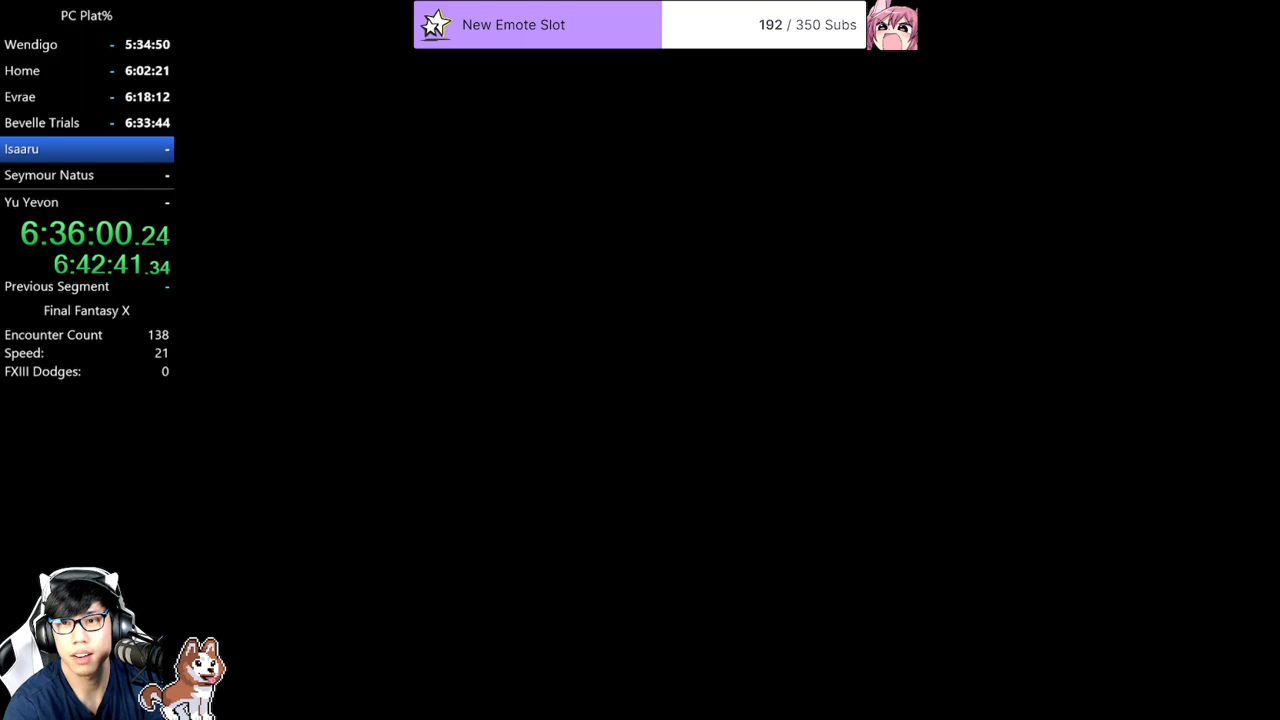 PC Plat%
New Emote Slot 192 / 350 Subs
Wendigo - 5:34:50
Home - 6:02:21
Evrae - 6:18:12
Bevelle Trials - 6:33:44
Isaaru -
Seymour Natus -
Yu Yevon -
6:36:00.24
6:42:41.34
Previous Segment -
Final Fantasy X
Encounter Count 138
Speed: 21
FXIII Dodges: 0